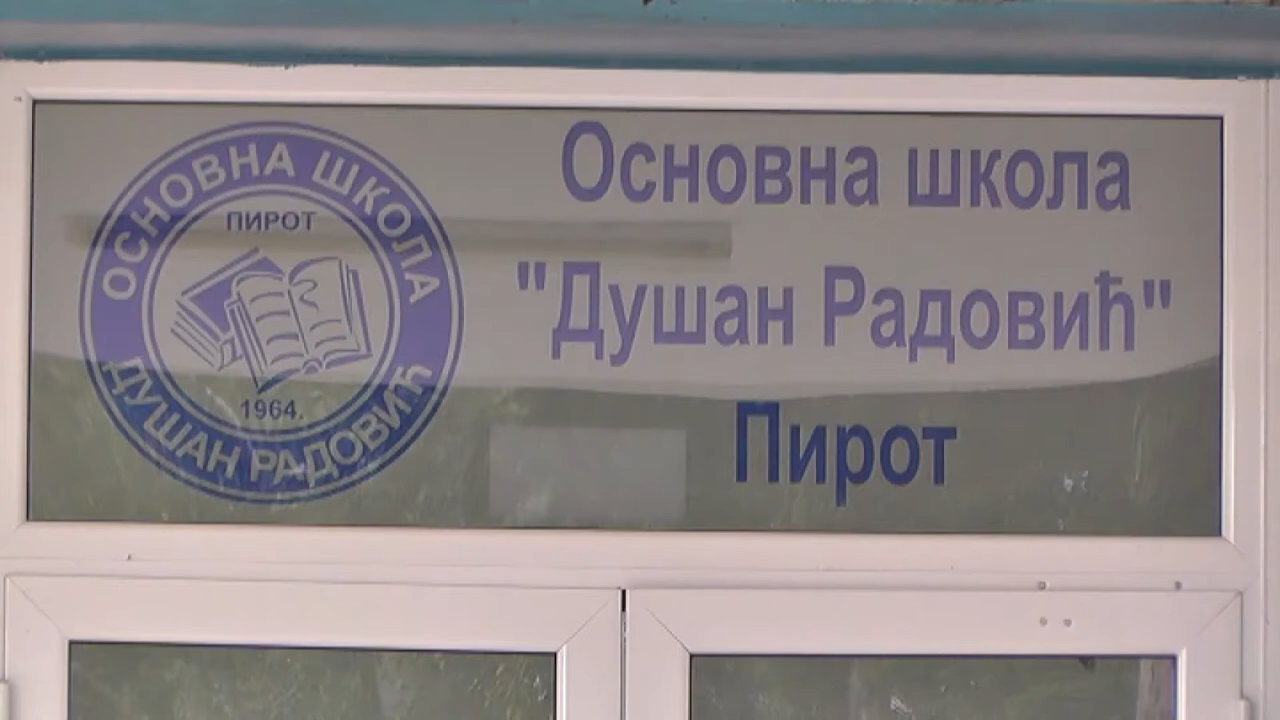 ОСНОВНА ШКОЛА
ПИРОТ
1964.
ДУШАН РАДОВИЋ
Основна школа
"Душан Радовић"
Пирот